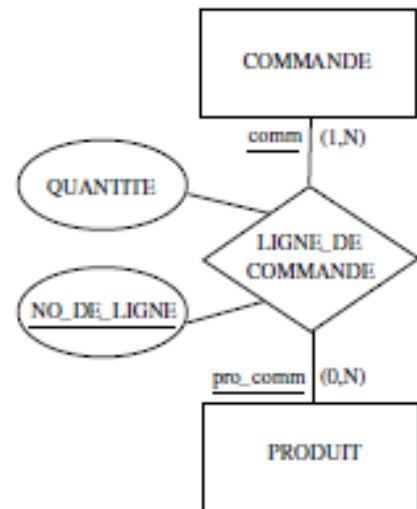 COMMANDE
comm (1,N)
QUANTITE
LIGNE_DE
COMMANDE
NO_DE_LIGNE
pro_comm (0,N)
PRODUIT